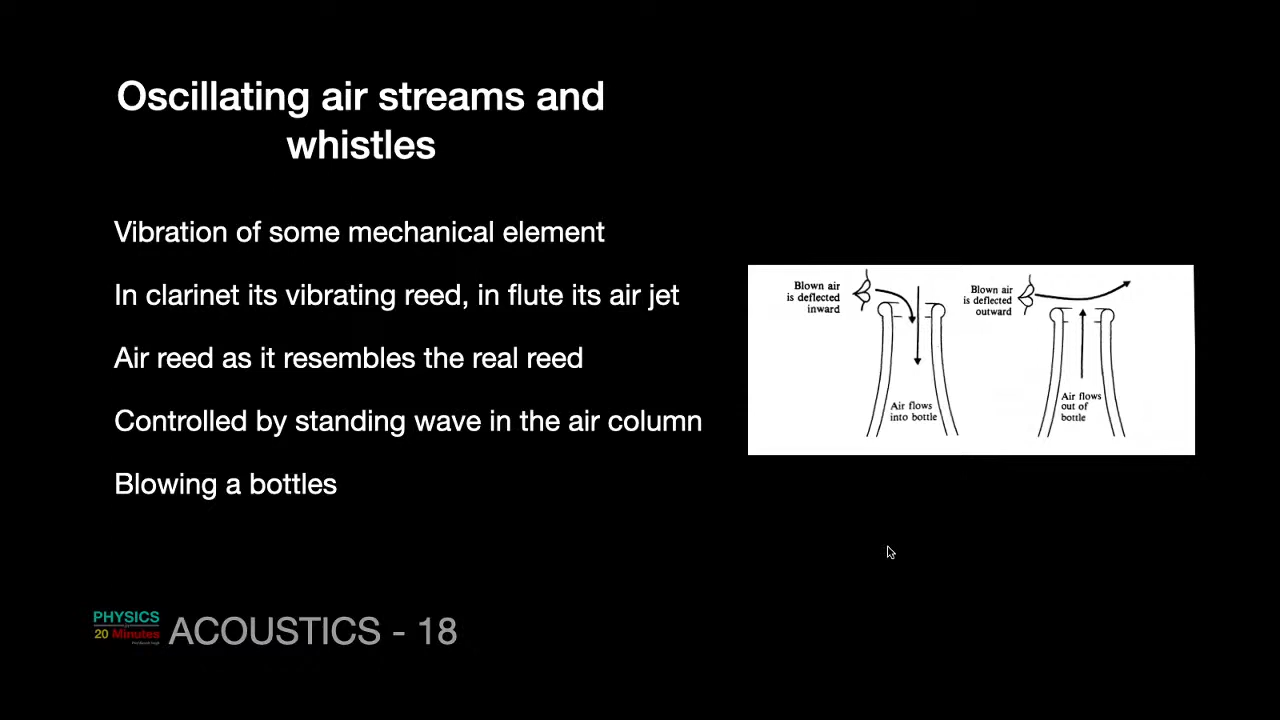 Oscillating air streams and
whistles
Vibration of some mechanical element
In clarinet its vibrating reed, in flute its air jet
Air reed as it resembles the real reed
Controlled by standing wave in the air column
Blowing a bottles
Blown air
is deflected
inward
Air flows
into bottle
Blown air
is deflected
outward
Air flows
out of
bottle
PHYSICS
20 Minutes
ACOUSTICS - 18